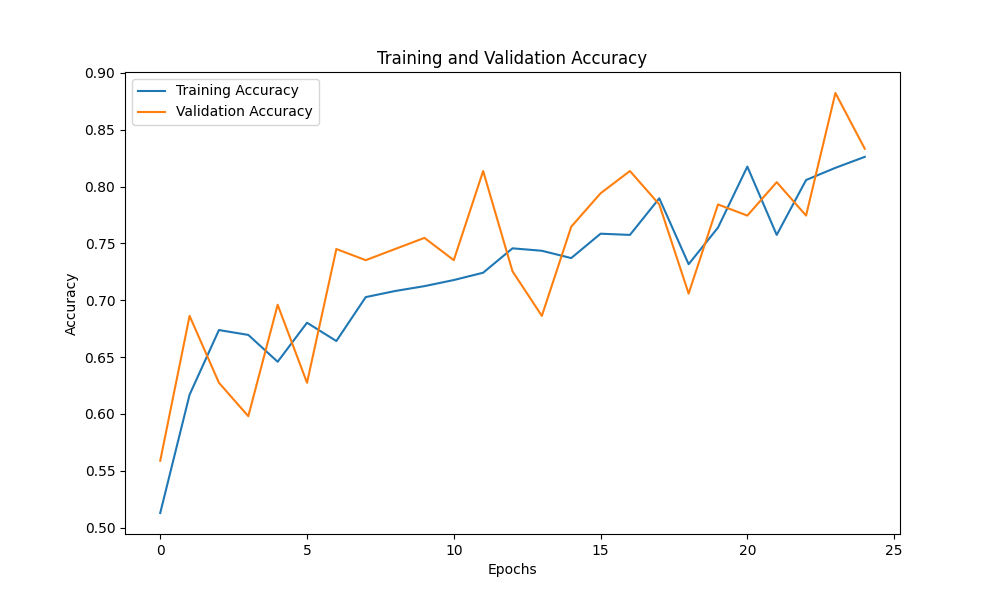 Training and Validation Accuracy
Training Accuracy
Validation Accuracy
Accuracy
0.90
0.85
0.80
0.75
0.70
0.65
0.60
0.55
0.50
0 5 10 15 20 25
Epochs